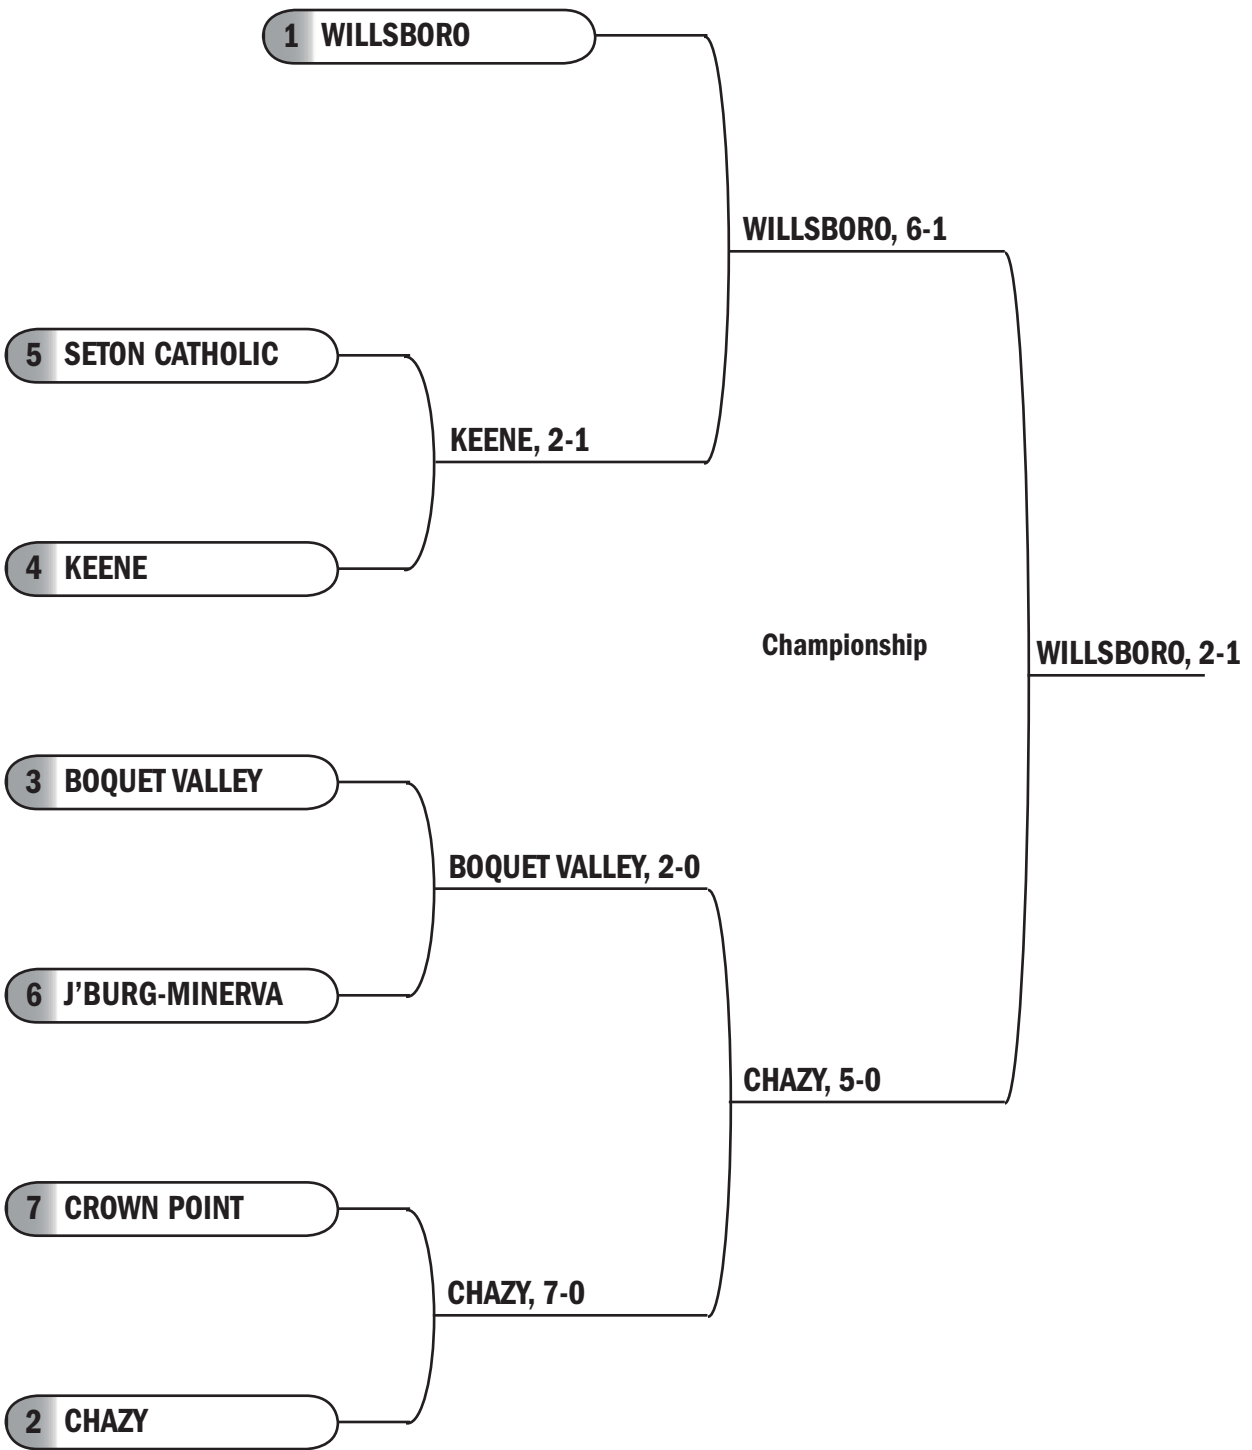 1 WILLSBORO
WILLSBORO, 6-1
5 SETON CATHOLIC
KEENE, 2-1
4 KEENE
Championship
WILLSBORO, 2-1
3 BOQUET VALLEY
BOQUET VALLEY, 2-0
6 J’BURG-MINERVA
CHAZY, 5-0
7 CROWN POINT
CHAZY, 7-0
2 CHAZY